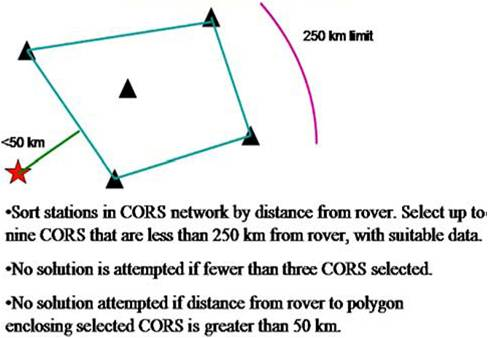 250 km limit
<50 km
•Sort stations in CORS network by distance from rover. Select up to
nine CORS that are less than 250 km from rover, with suitable data.
•No solution is attempted if fewer than three CORS selected.
•No solution attempted if distance from rover to polygon
enclosing selected CORS is greater than 50 km.